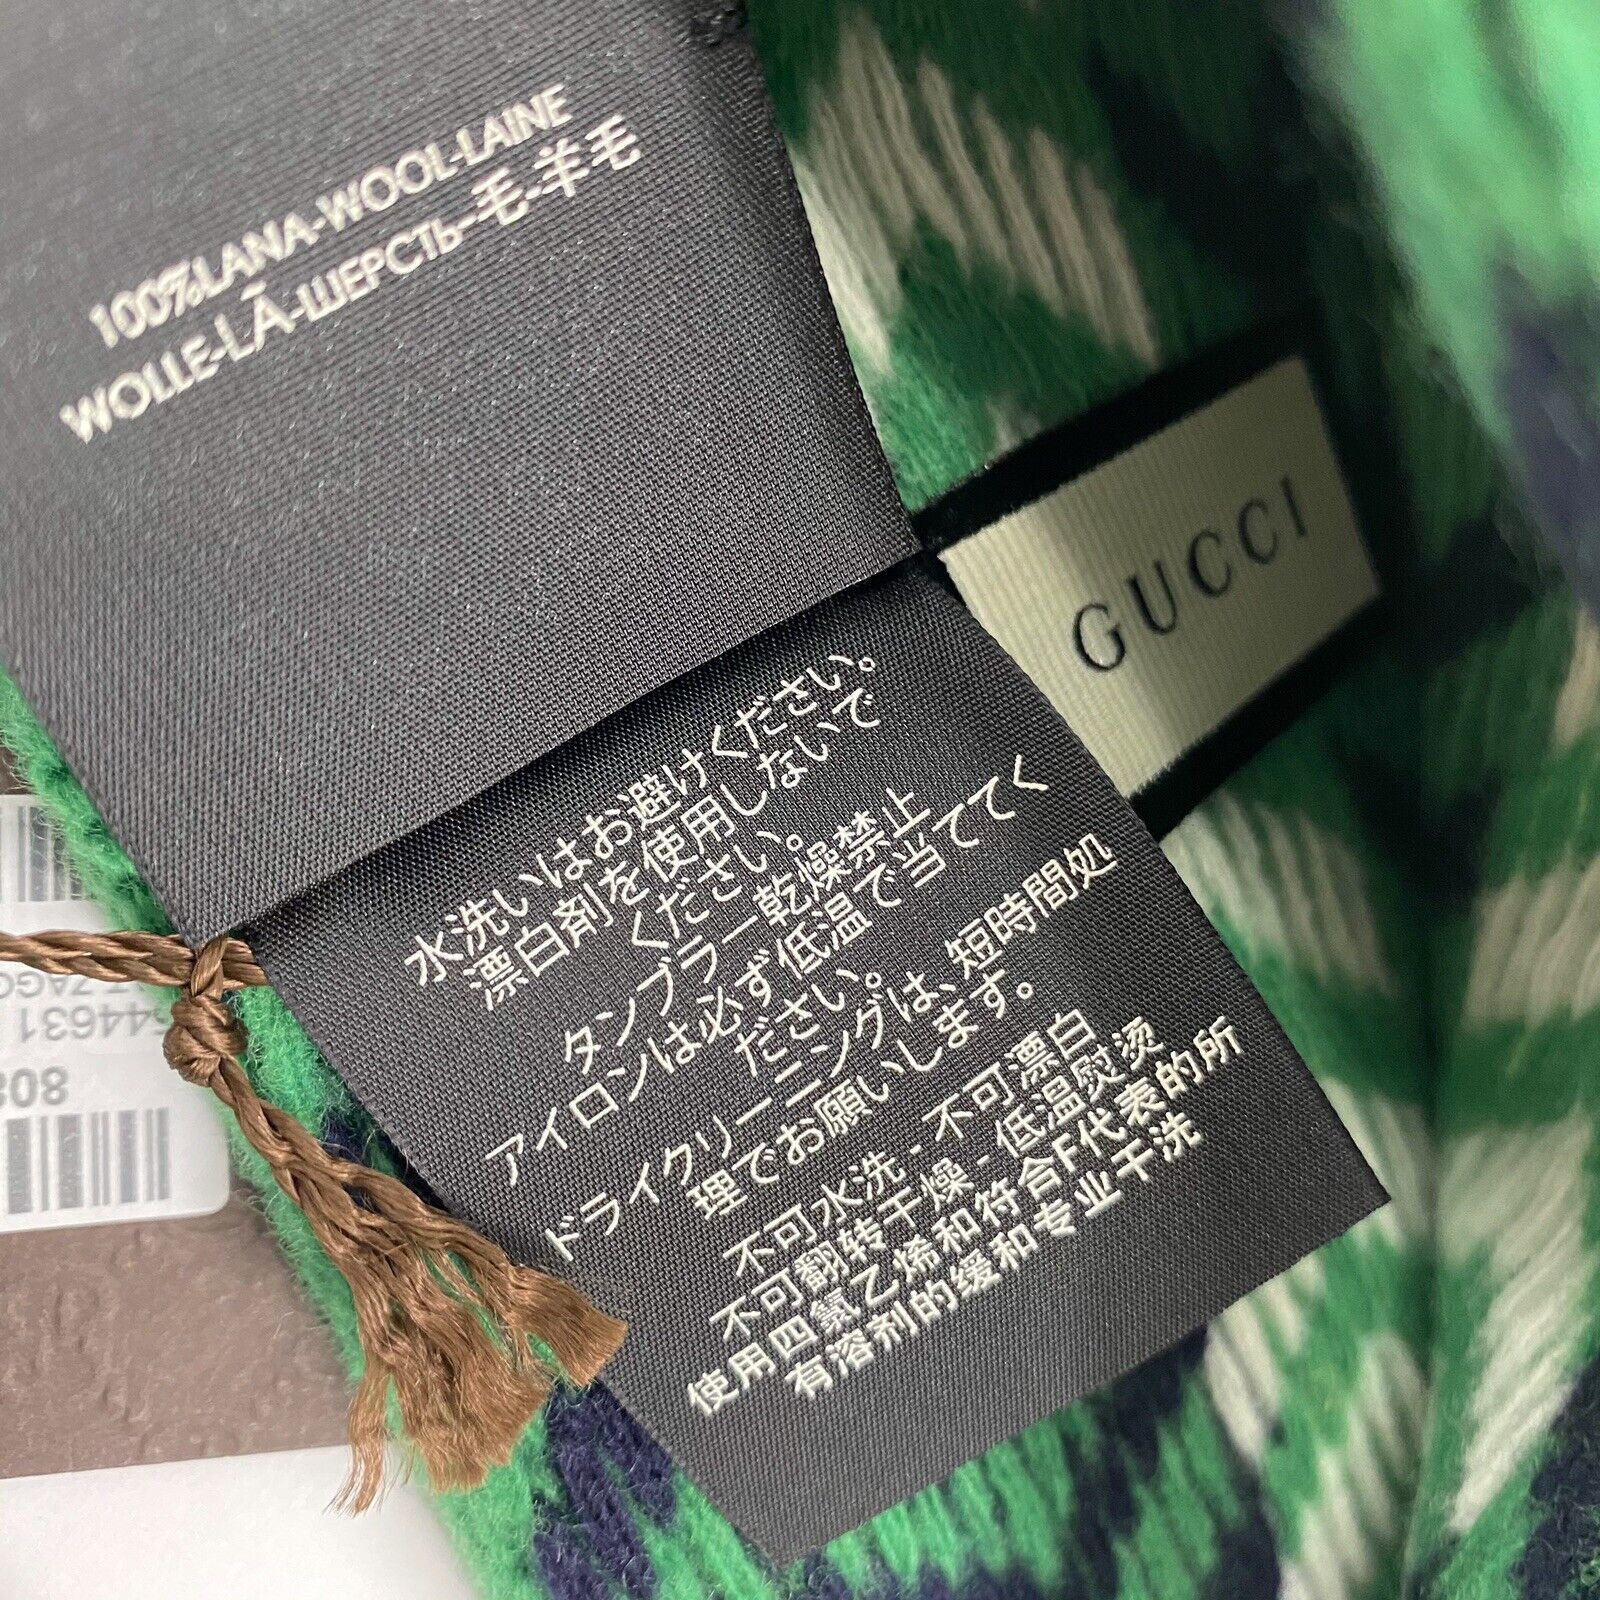 100%LANA-WOOL-LAINE
WOLLE-LÃ-ШЕРСТЬ-毛-羊毛
GUCCI
水洗いはお避けください。
漂白剤を使用しないで
ください。
タンブラー乾燥禁止
アイロンは必ず低温で当ててく
ださい。
ドライクリーニングは、短時間処
理でお願いします。
不可水洗 - 不可漂白
不可翻转干燥 - 低温熨烫
使用四氯乙烯和符合F代表的所
有溶剂的缓和专业干洗